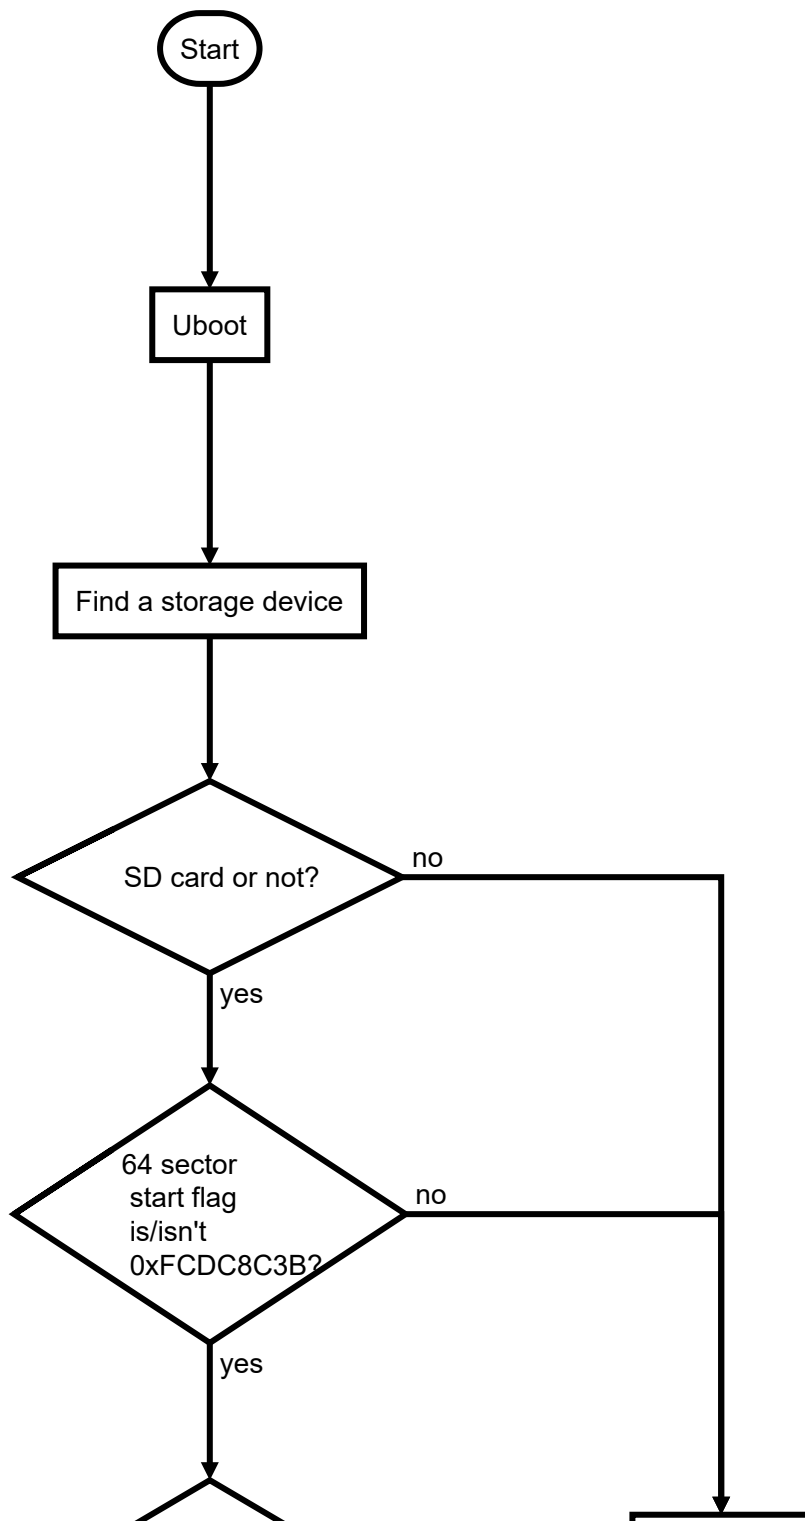 Start
Uboot
Find a storage device
SD card or not?
no
yes
64 sector
start flag
is/isn't
0xFCDC8C3B?
no
yes